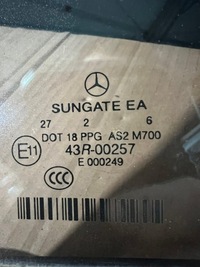 SUNGATE EA
27 2 6
DOT 18 PPG AS2 M700
E11 43R-00257
E 000249
CCC